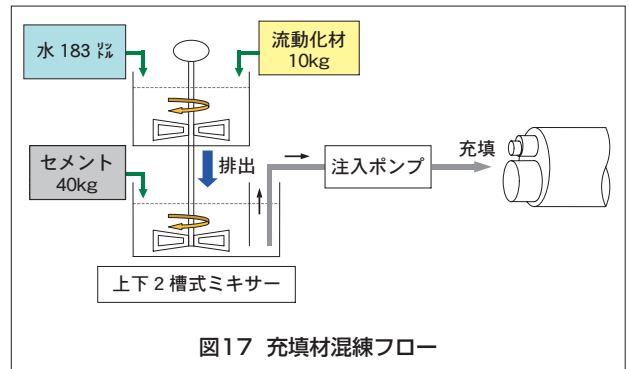 水 183 ㍑
流動化材
10kg
セメント
40kg
排出
注入ポンプ
充填
上下 2 槽式ミキサー
図17 充填材混練フロー